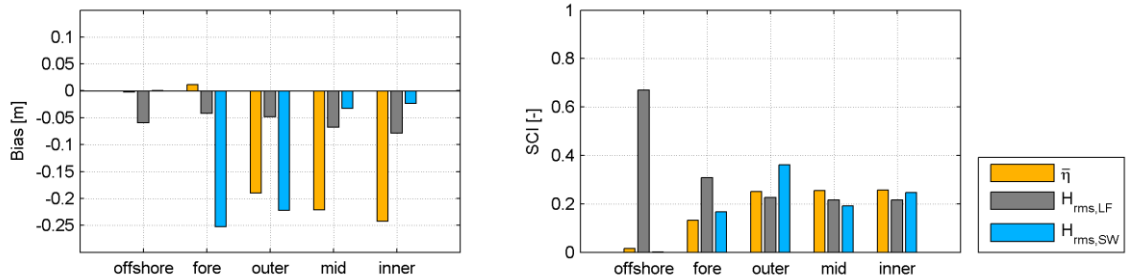 Bias [m]
0.1
0.05
0
-0.05
-0.1
-0.15
-0.2
-0.25
offshore fore outer mid inner
SCI [-]
1
0.8
0.6
0.4
0.2
0
offshore fore outer mid inner
η̅
H_rms,LF
H_rms,SW